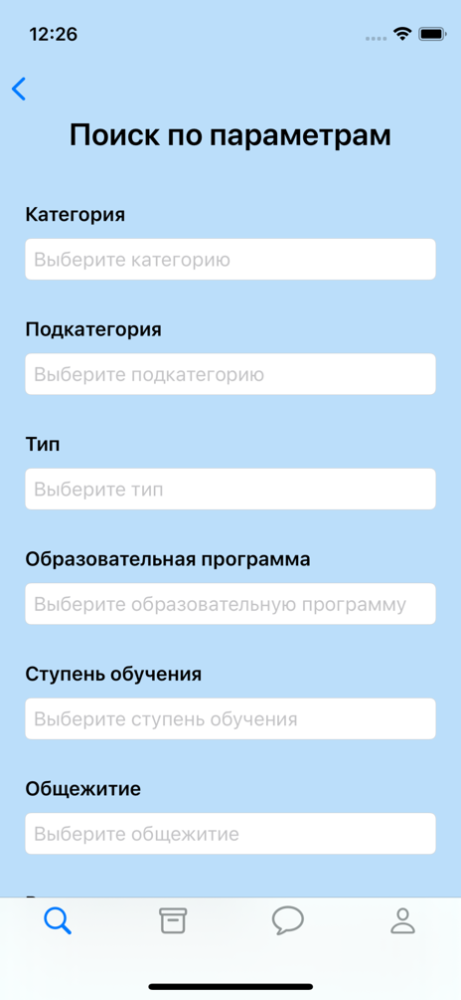 12:26
Поиск по параметрам
Категория
Выберите категорию
Подкатегория
Выберите подкатегорию
Тип
Выберите тип
Образовательная программа
Выберите образовательную программу
Ступень обучения
Выберите ступень обучения
Общежитие
Выберите общежитие